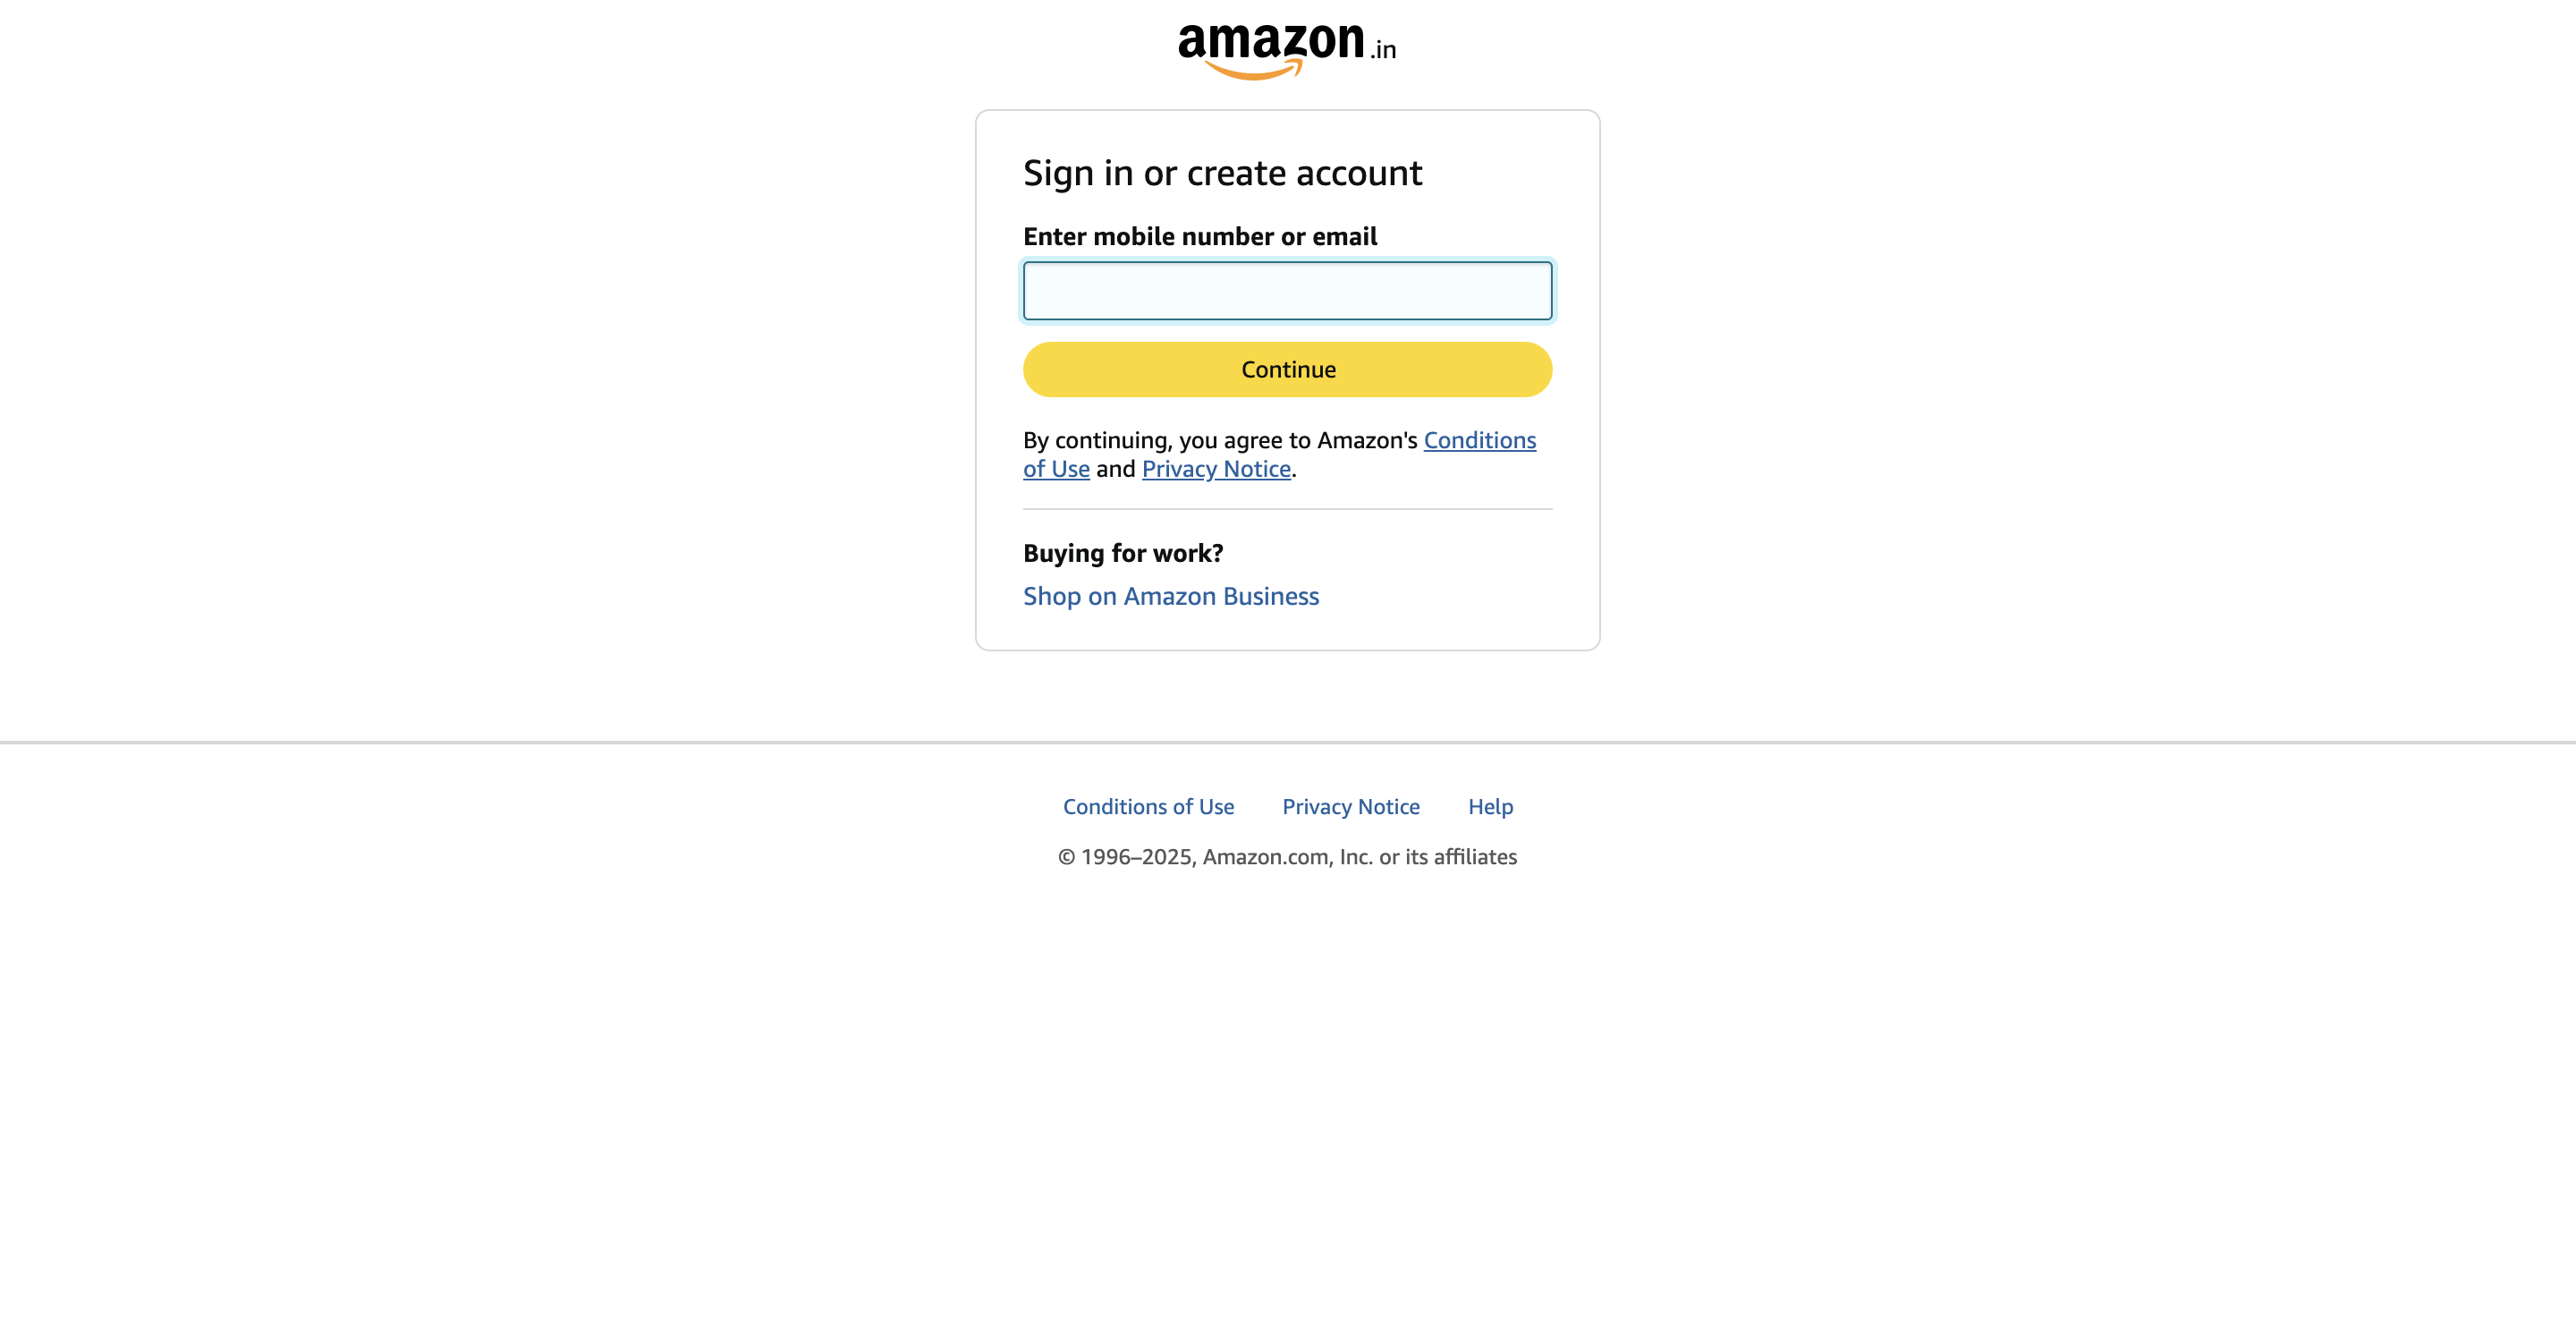 amazon.in
Sign in or create account
Enter mobile number or email
Continue
By continuing, you agree to Amazon's Conditions
of Use and Privacy Notice.
Buying for work?
Shop on Amazon Business
Conditions of Use Privacy Notice Help
© 1996–2025, Amazon.com, Inc. or its affiliates